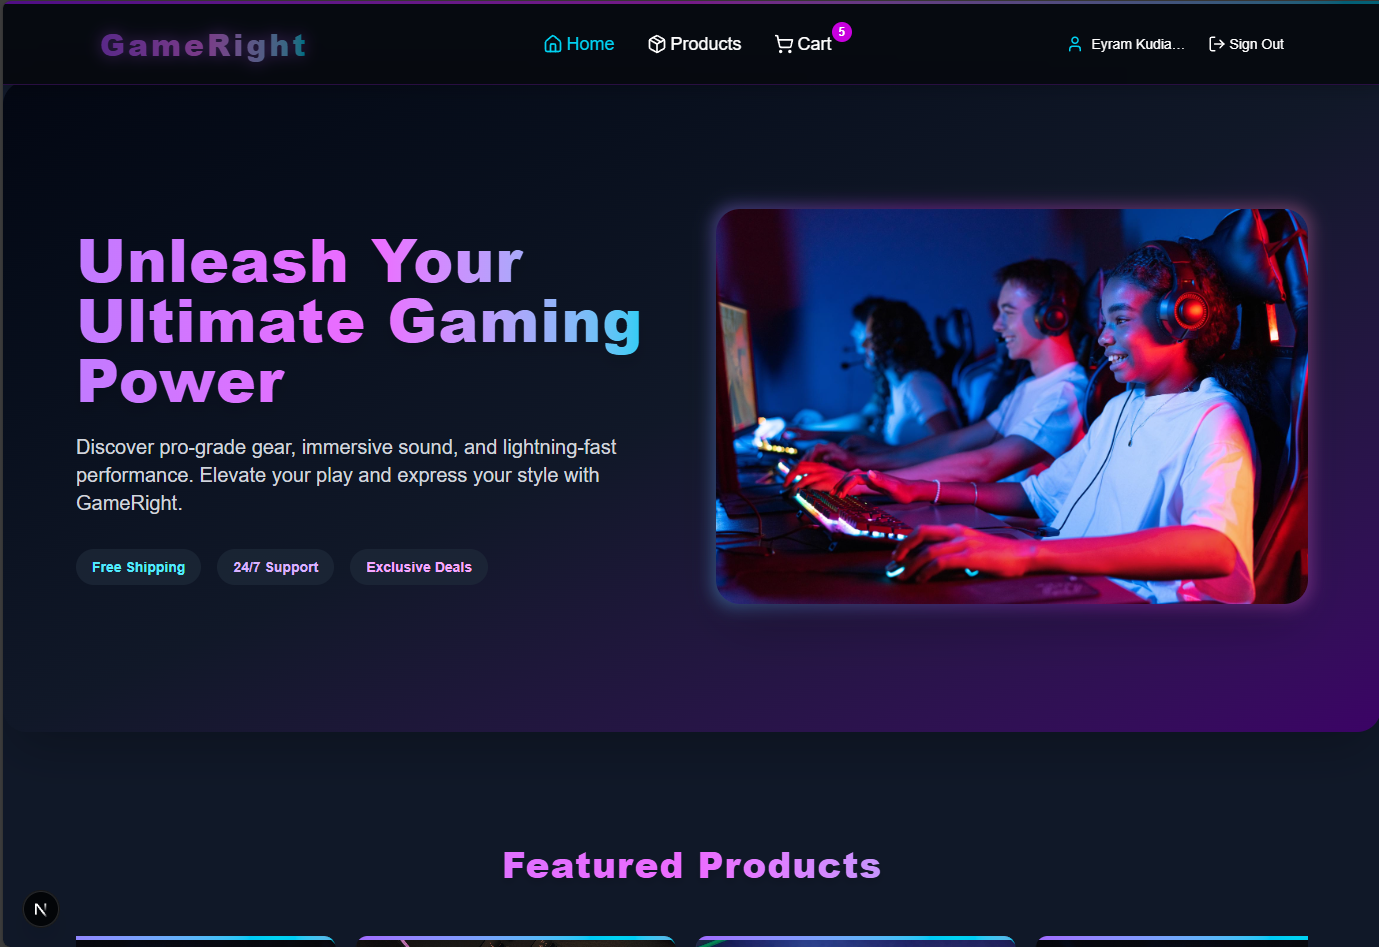 GameRight
Home
Products
Cart
5
Eyram Kudia...
Sign Out
Unleash Your
Ultimate Gaming
Power
Discover pro-grade gear, immersive sound, and lightning-fast
performance. Elevate your play and express your style with
GameRight.
Free Shipping
24/7 Support
Exclusive Deals
Featured Products
N